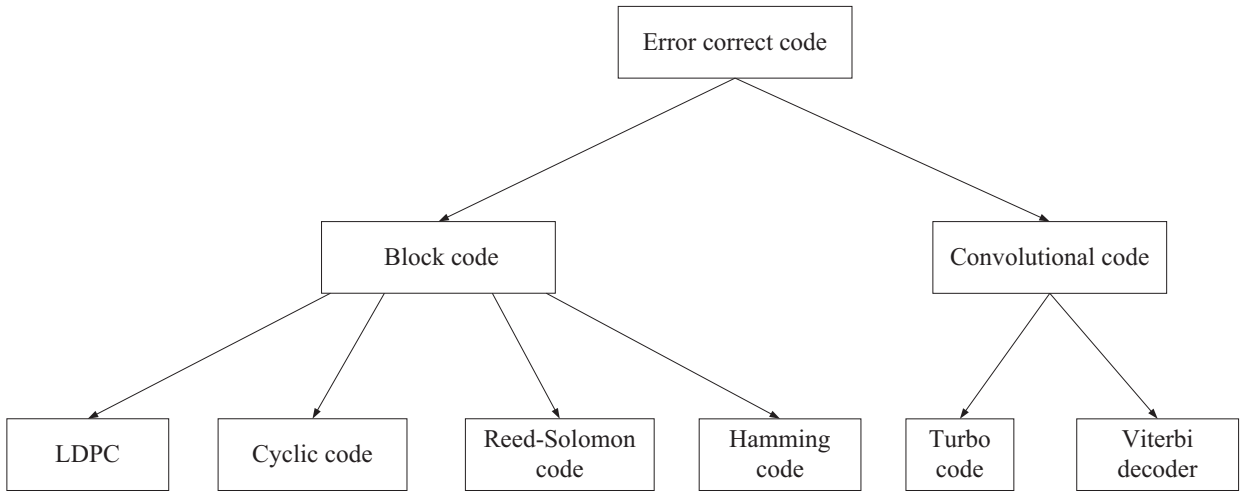 Error correct code
Block code
Convolutional code
LDPC
Cyclic code
Reed-Solomon
code
Hamming
code
Turbo
code
Viterbi
decoder